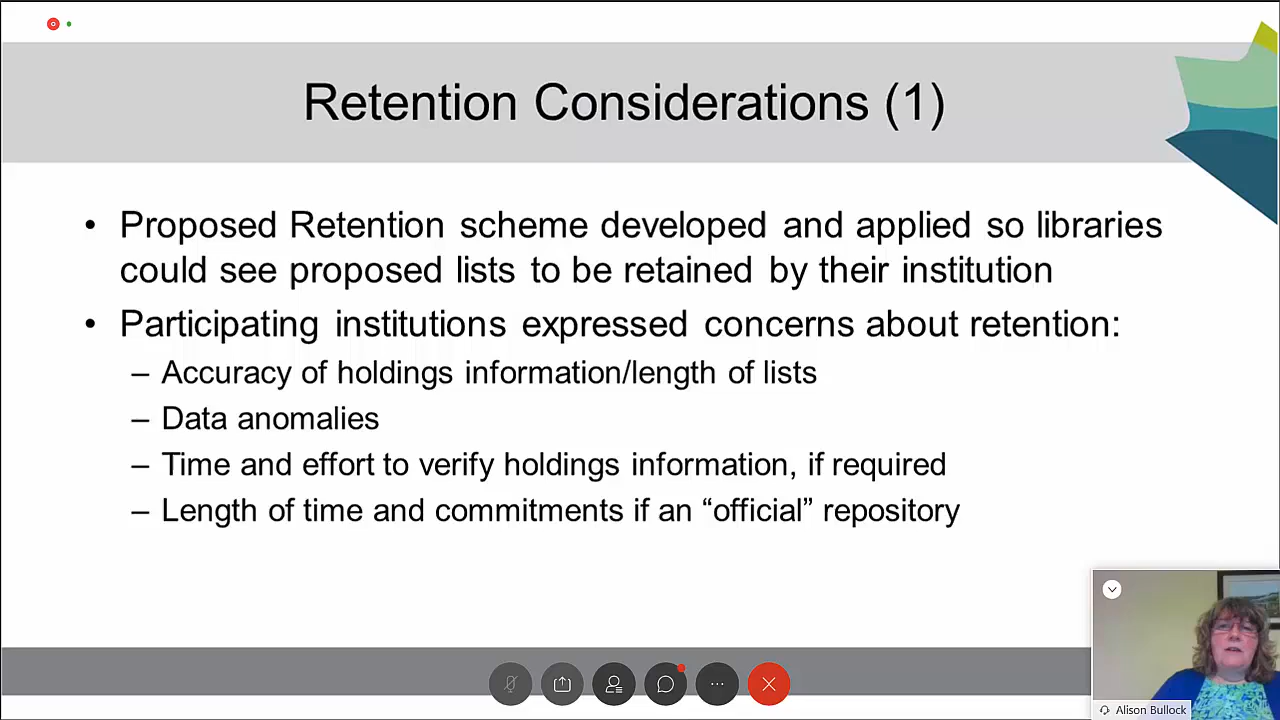 Retention Considerations (1)
• Proposed Retention scheme developed and applied so libraries
could see proposed lists to be retained by their institution
• Participating institutions expressed concerns about retention:
– Accuracy of holdings information/length of lists
– Data anomalies
– Time and effort to verify holdings information, if required
– Length of time and commitments if an “official” repository
Alison Bullock